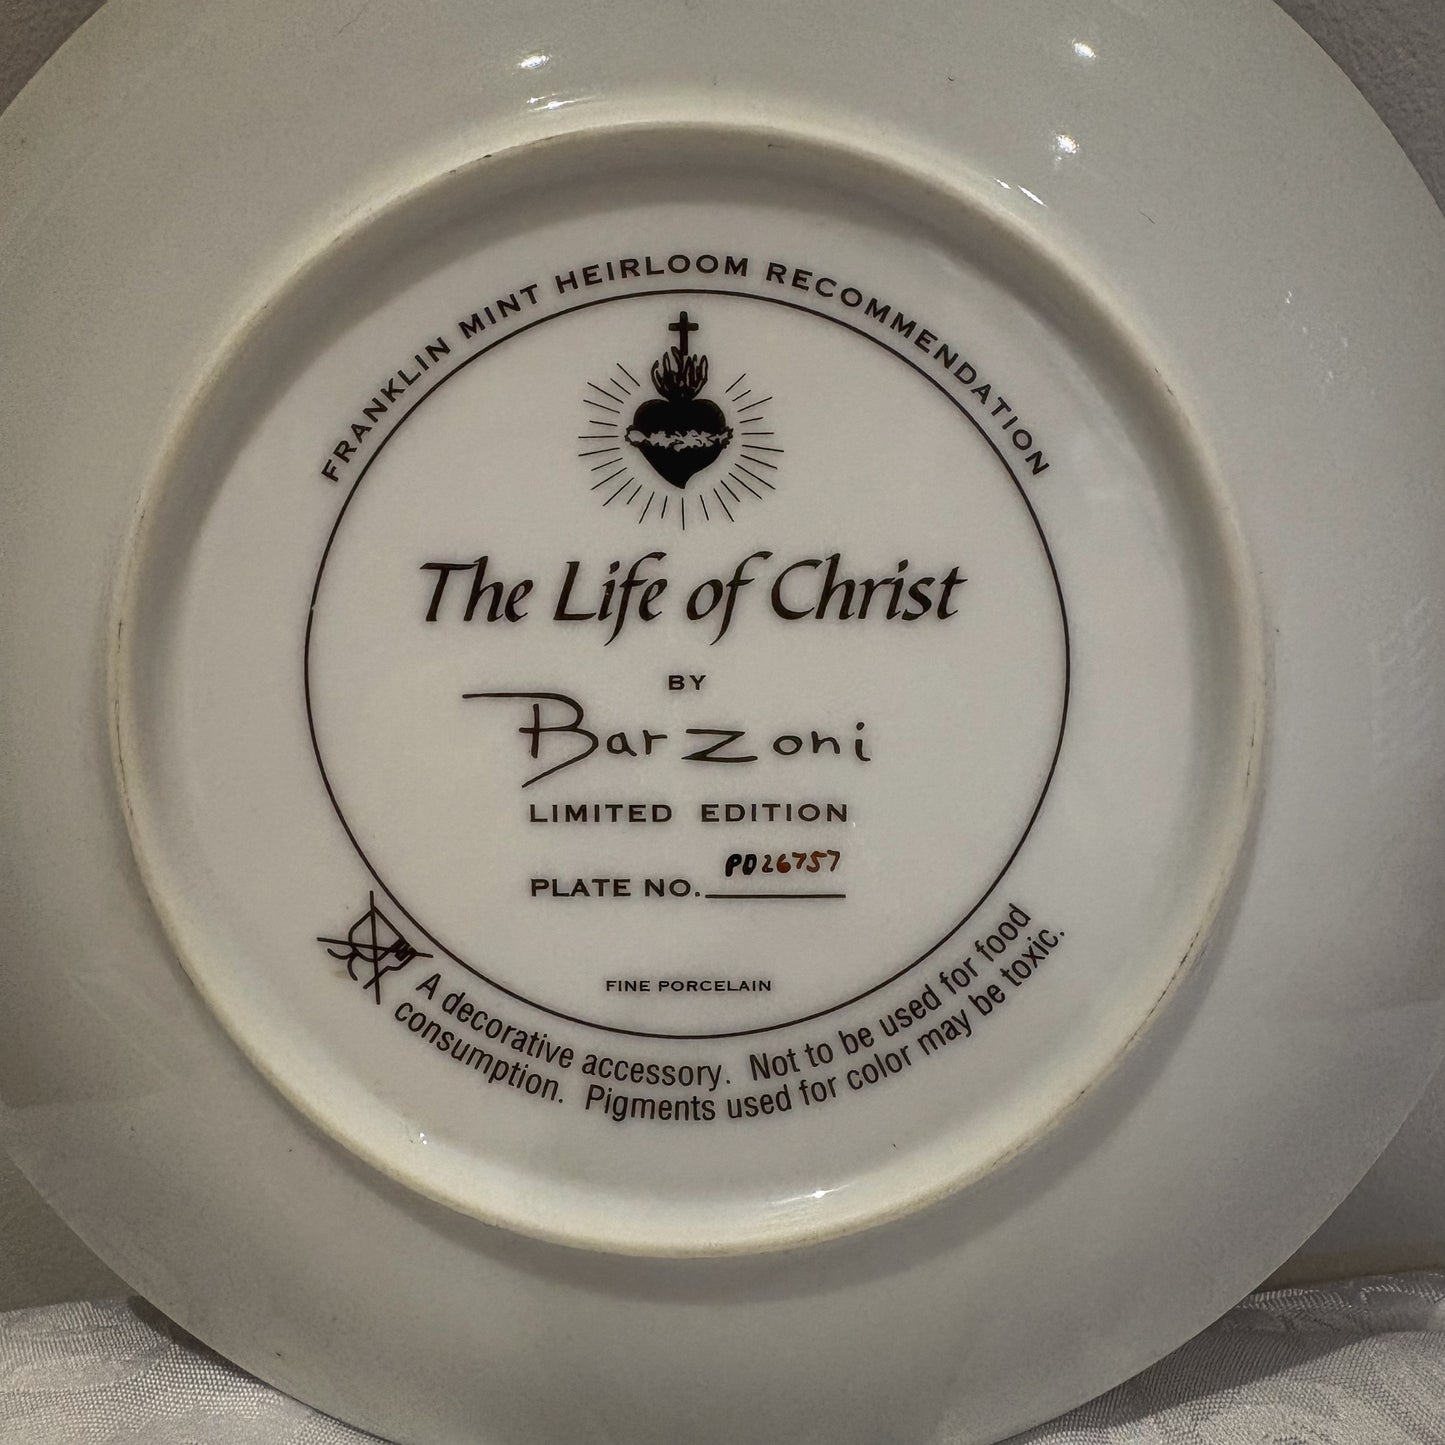 FRANKLIN MINT HEIRLOOM RECOMMENDATION
The Life of Christ
BY
Barzoni
LIMITED EDITION
PLATE NO. PD26757
FINE PORCELAIN
A decorative accessory. Not to be used for food
consumption. Pigments used for color may be toxic.